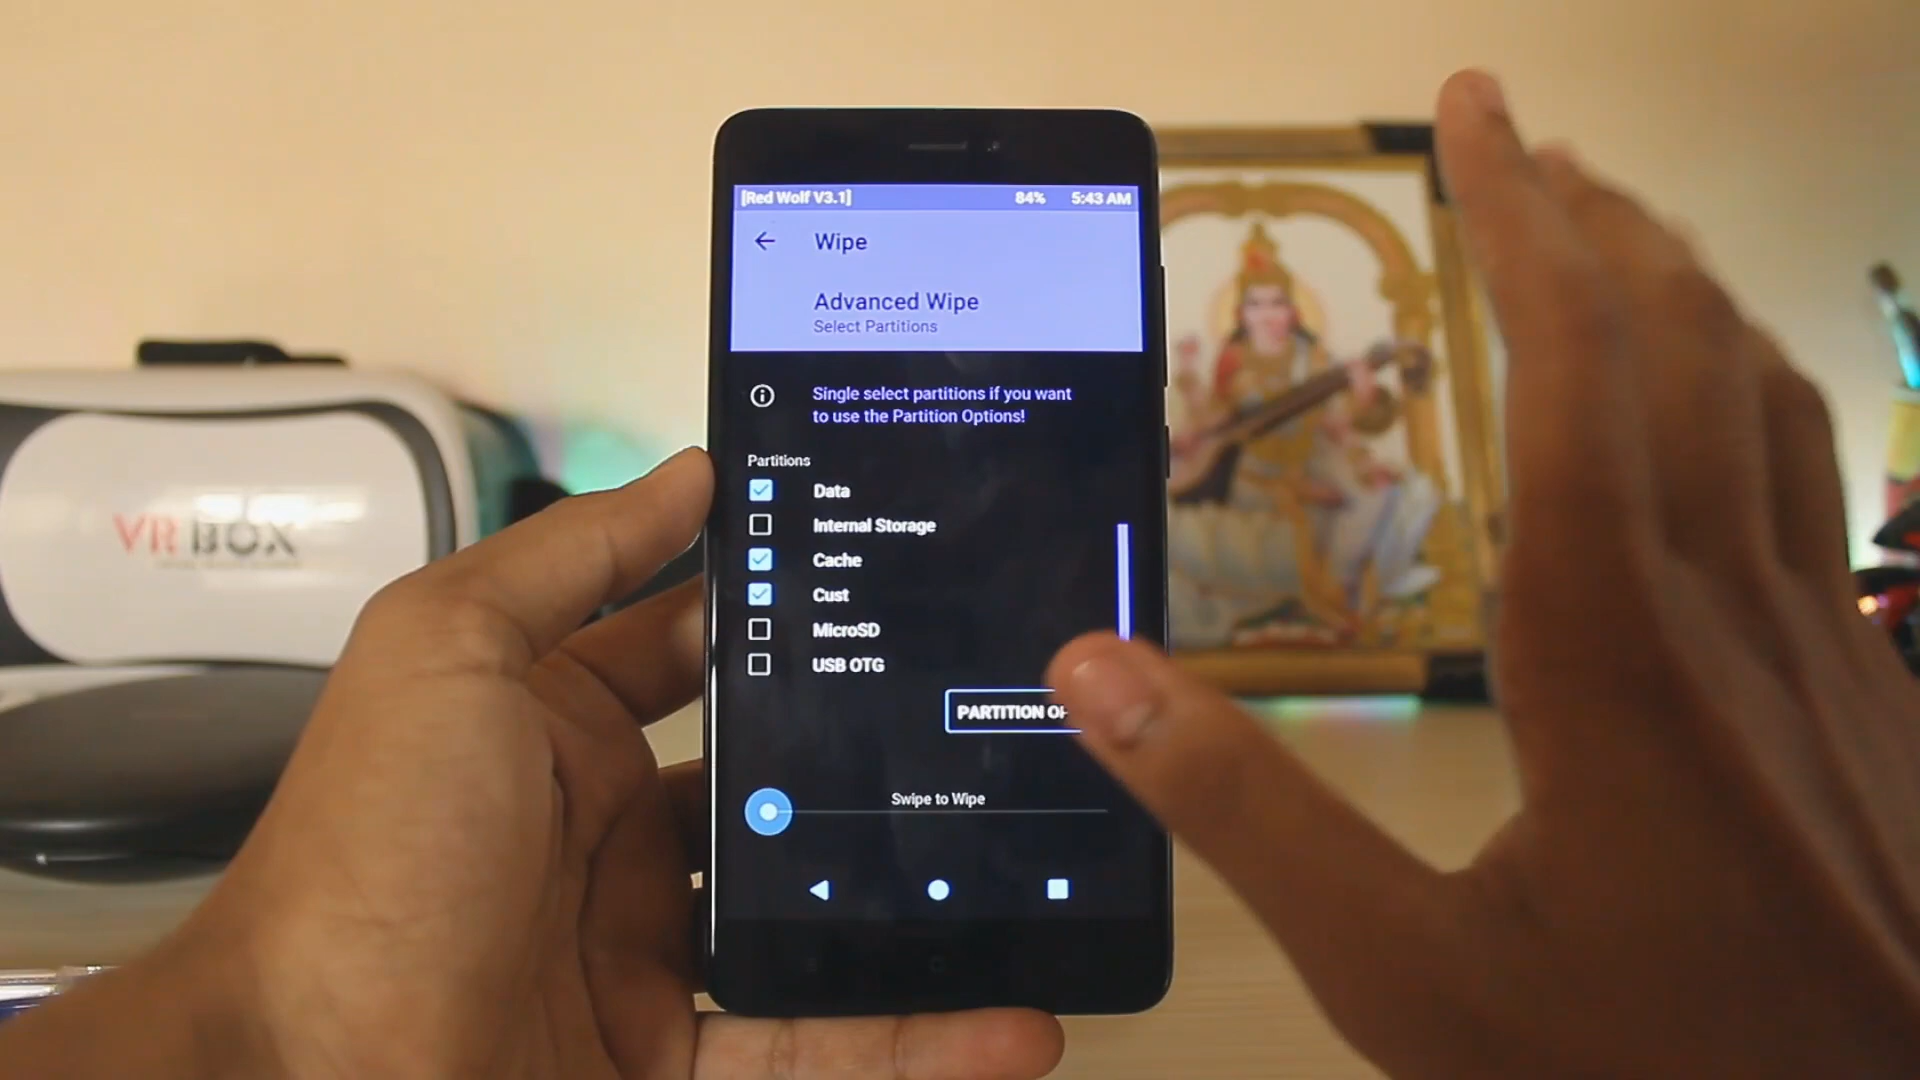 [Red Wolf V3.1] 84% 5:43 AM
Wipe
Advanced Wipe
Select Partitions
Single select partitions if you want
to use the Partition Options!
Partitions
Data
Internal Storage
Cache
Cust
MicroSD
USB OTG
PARTITION OP
Swipe to Wipe
VR BOX